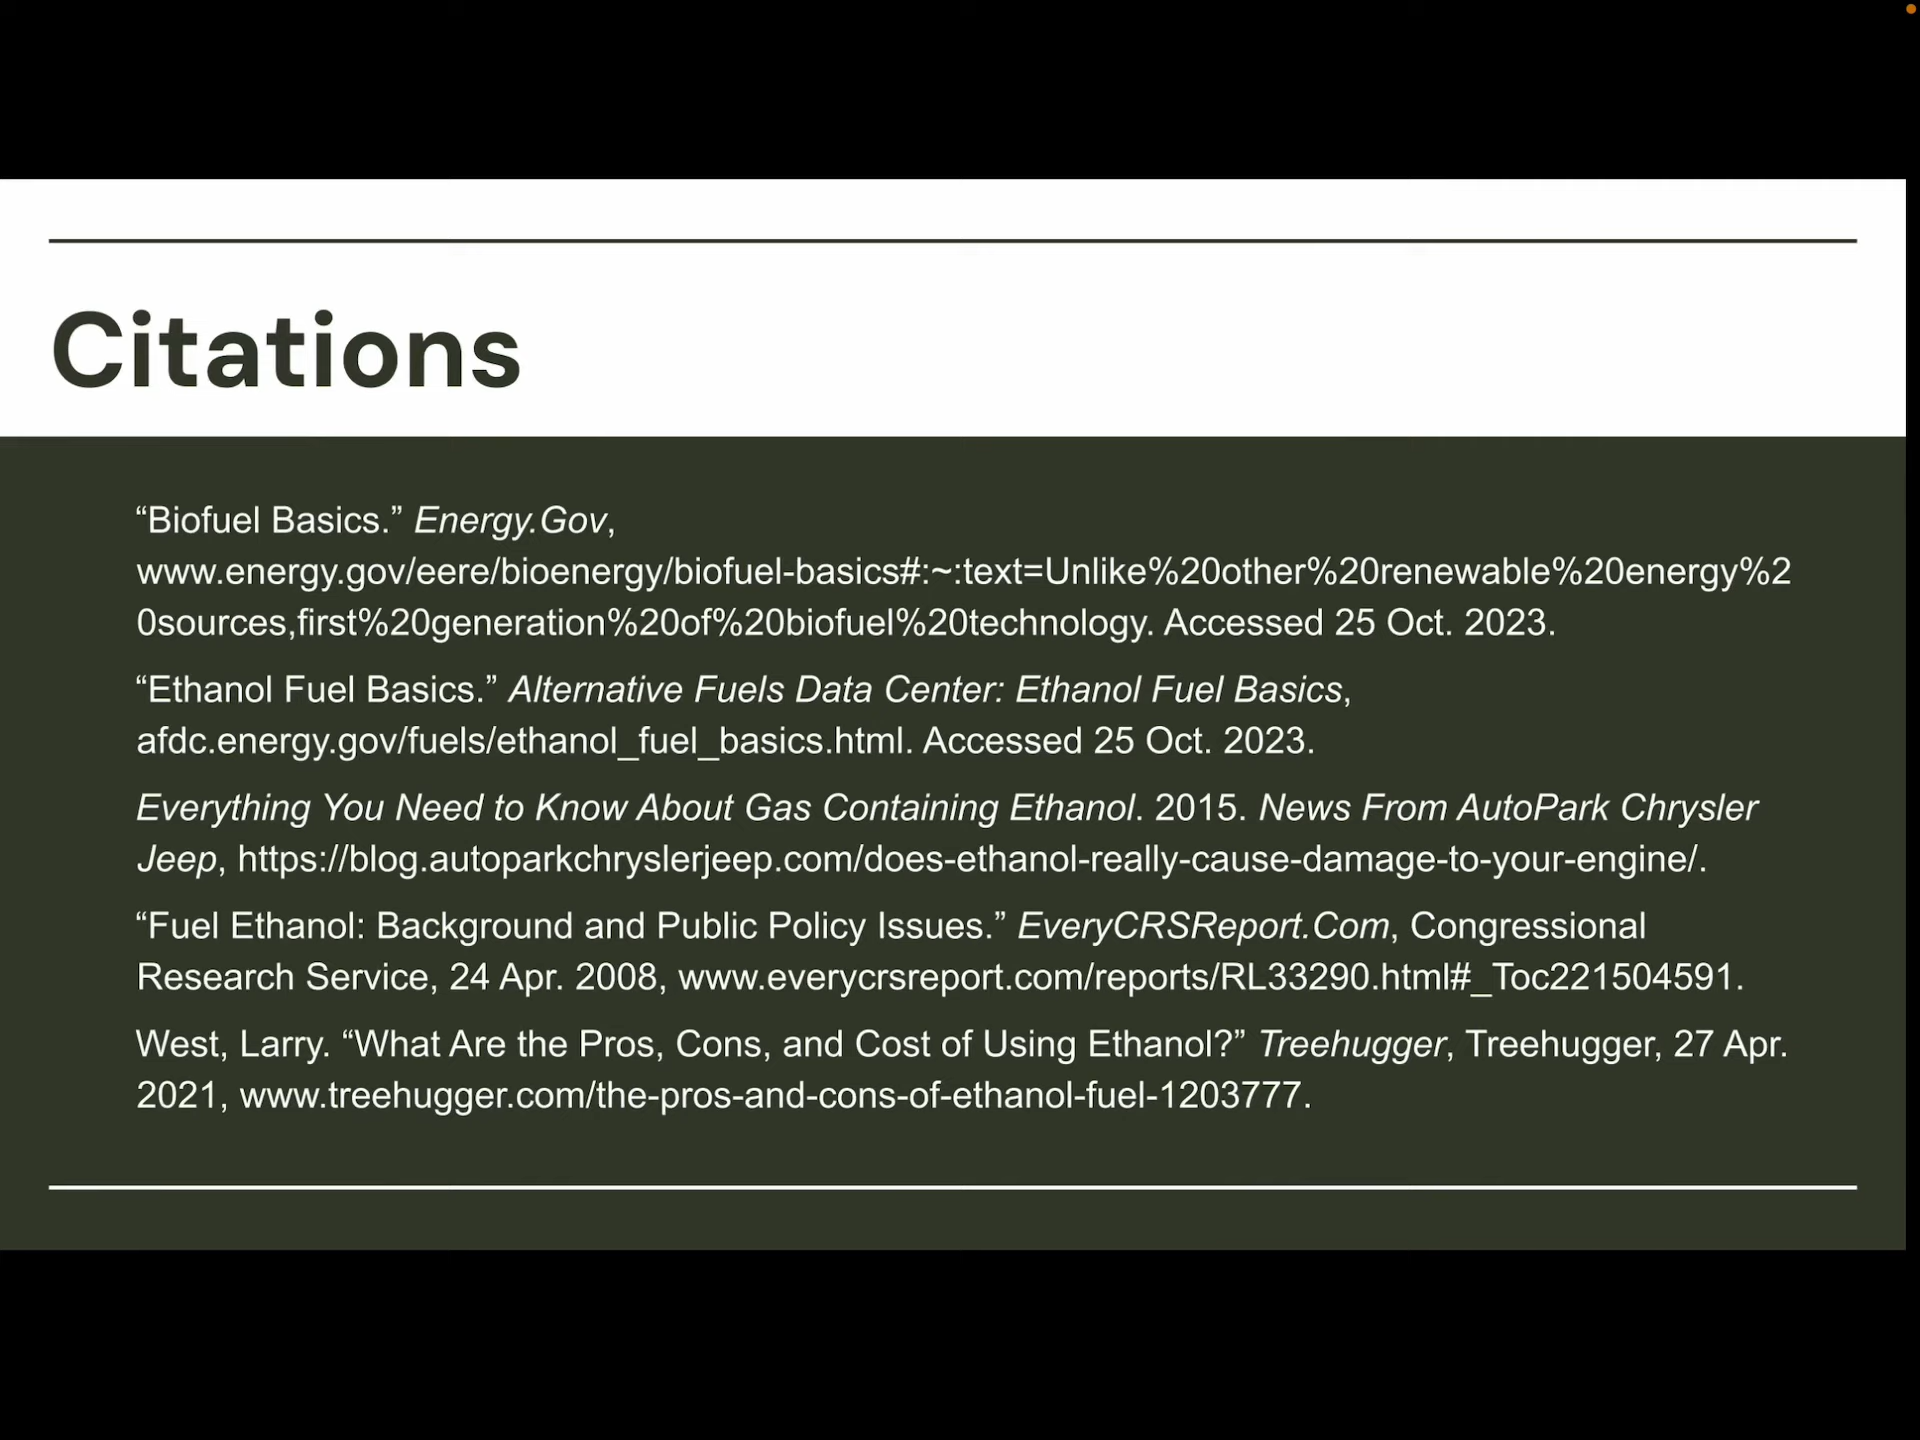 Citations
“Biofuel Basics.” Energy.Gov,
www.energy.gov/eere/bioenergy/biofuel-basics#:~:text=Unlike%20other%20renewable%20energy%2
0sources,first%20generation%20of%20biofuel%20technology. Accessed 25 Oct. 2023.
“Ethanol Fuel Basics.” Alternative Fuels Data Center: Ethanol Fuel Basics,
afdc.energy.gov/fuels/ethanol_fuel_basics.html. Accessed 25 Oct. 2023.
Everything You Need to Know About Gas Containing Ethanol. 2015. News From AutoPark Chrysler
Jeep, https://blog.autoparkchryslerjeep.com/does-ethanol-really-cause-damage-to-your-engine/.
“Fuel Ethanol: Background and Public Policy Issues.” EveryCRSReport.Com, Congressional
Research Service, 24 Apr. 2008, www.everycrsreport.com/reports/RL33290.html#_Toc221504591.
West, Larry. “What Are the Pros, Cons, and Cost of Using Ethanol?” Treehugger, Treehugger, 27 Apr.
2021, www.treehugger.com/the-pros-and-cons-of-ethanol-fuel-1203777.